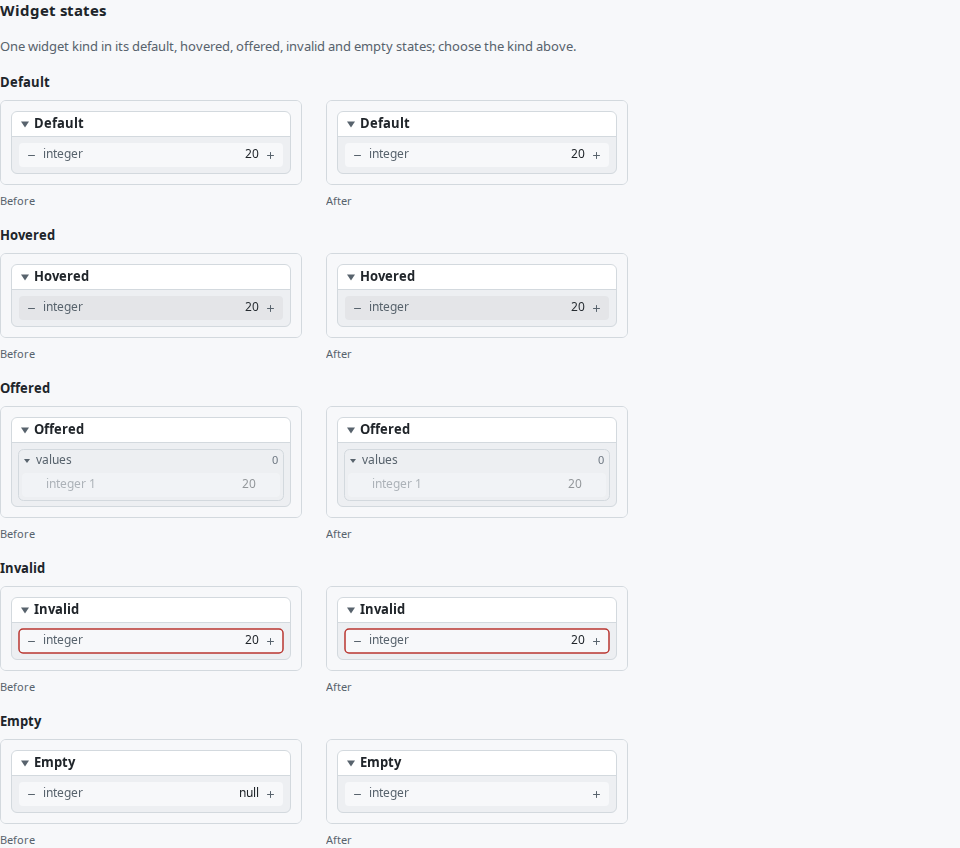 Widget states
One widget kind in its default, hovered, offered, invalid and empty states; choose the kind above.
Default
Default
− integer 20 +
Before
Default
− integer 20 +
After
Hovered
Hovered
− integer 20 +
Before
Hovered
− integer 20 +
After
Offered
Offered
values 0
integer 1 20
Before
Offered
values 0
integer 1 20
After
Invalid
Invalid
− integer 20 +
Before
Invalid
− integer 20 +
After
Empty
Empty
− integer null +
Before
Empty
− integer +
After